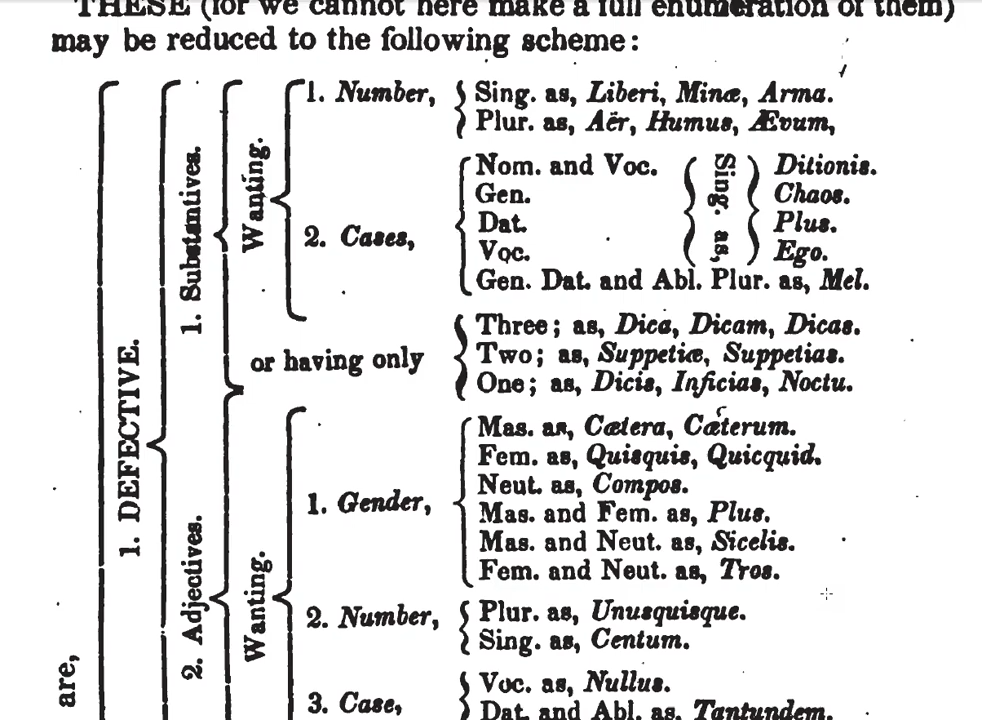 THESE (for we cannot here make a full enumeration of them)
may be reduced to the following scheme:
1. DEFECTIVE.
1. Substantives.
Wanting.
1. Number,
Sing. as, Liberi, Minæ, Arma.
Plur. as, Aër, Humus, Ævum,
2. Cases,
Nom. and Voc.
Gen.
Dat.
Voc.
Sing. as,
Ditionis.
Chaos.
Plus.
Ego.
Gen. Dat. and Abl. Plur. as, Mel.
or having only
Three; as, Dica, Dicam, Dicas.
Two; as, Suppetiæ, Suppetias.
One; as, Dicis, Inficias, Noctu.
2. Adjectives.
Wanting.
1. Gender,
Mas. as, Cætera, Cæterum.
Fem. as, Quisquis, Quicquid.
Neut. as, Compos.
Mas. and Fem. as, Plus.
Mas. and Neut. as, Sicelis.
Fem. and Neut. as, Tros.
2. Number,
Plur. as, Unusquisque.
Sing. as, Centum.
3. Case,
Voc. as, Nullus.
Dat. and Abl. as, Tantundem.
are,